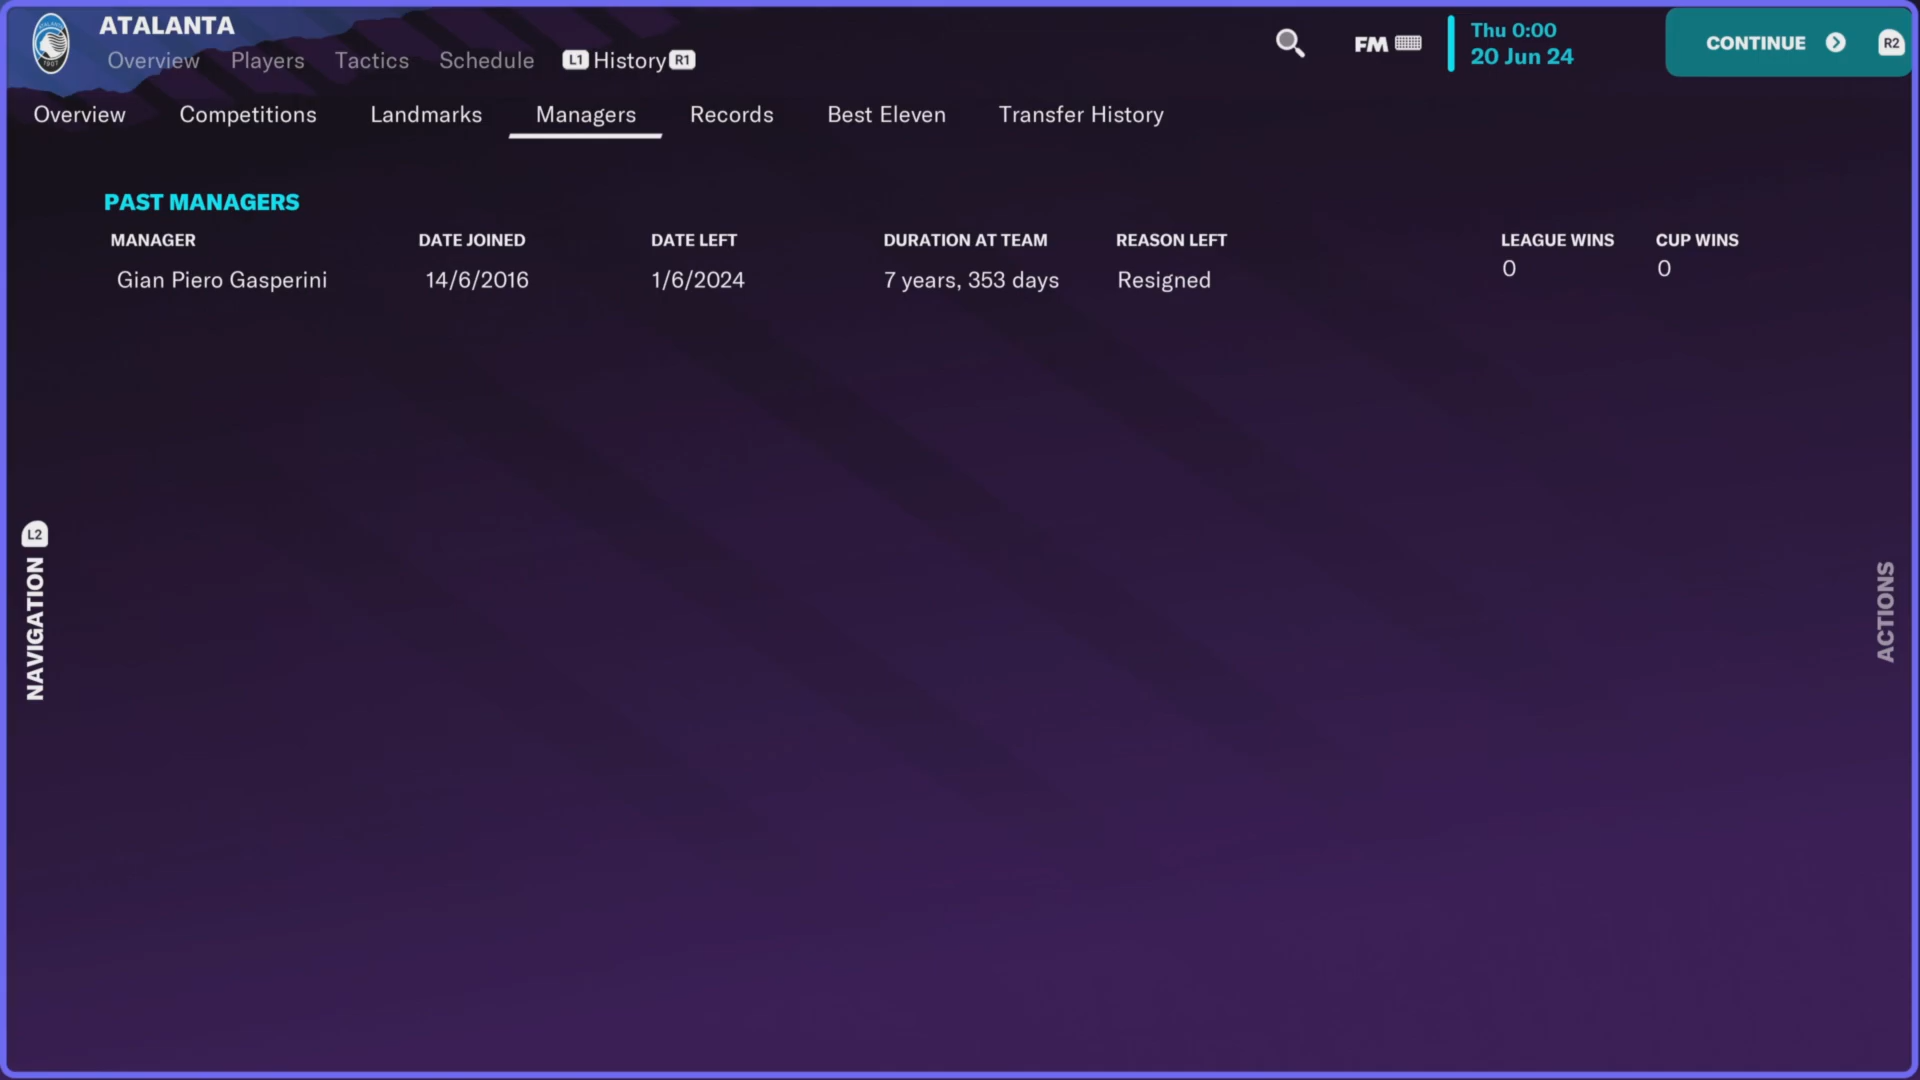 ATALANTA
Overview Players Tactics Schedule L1 History R1
FM
Thu 0:00
20 Jun 24
CONTINUE R2
Overview Competitions Landmarks Managers Records Best Eleven Transfer History
PAST MANAGERS
MANAGER DATE JOINED DATE LEFT DURATION AT TEAM REASON LEFT LEAGUE WINS CUP WINS
Gian Piero Gasperini 14/6/2016 1/6/2024 7 years, 353 days Resigned 0 0
L2
NAVIGATION
ACTIONS